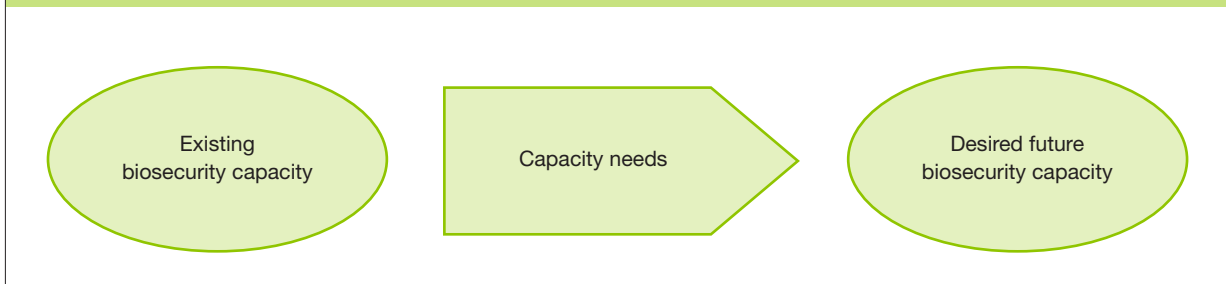 Existing
biosecurity capacity
Capacity needs
Desired future
biosecurity capacity